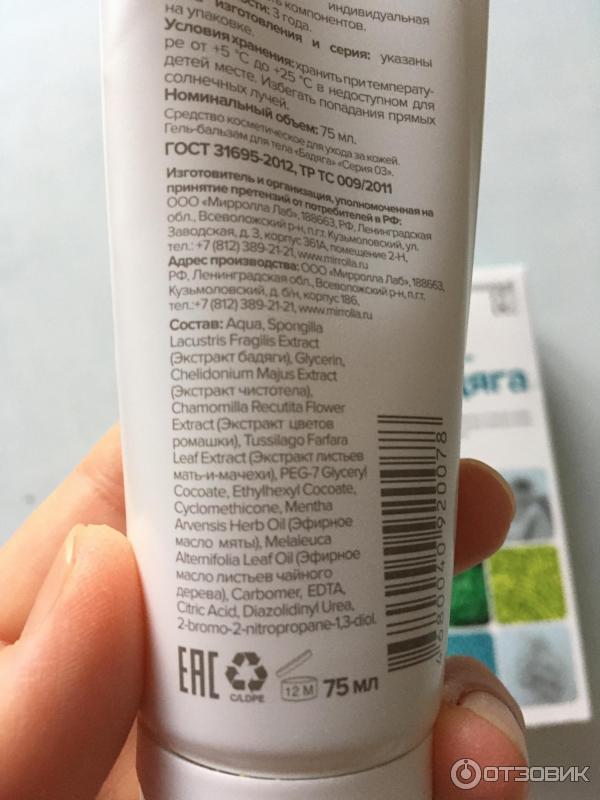 индивидуальная
компонентов.
3 года.
изготовления и серия: указаны
на упаковке.
Условия хранения: хранить при температу-
ре от +5 °C до +25 °C в недоступном для
детей месте. Избегать попадания прямых
солнечных лучей.
Номинальный объем: 75 мл.
Средство косметическое для ухода за кожей.
Гель-бальзам для тела «Бадяга» «Серия 03».
ГОСТ 31695-2012, ТР ТС 009/2011
Изготовитель и организация, уполномоченная на
принятие претензий от потребителей в РФ:
ООО «Мирролла Лаб», 188663, РФ, Ленинградская
обл., Всеволожский р-н, п.г.т. Кузьмоловский, ул.
Заводская, д. 3, корпус 361А, помещение 2-Н,
тел.: +7 (812) 389-21-21, www.mirrolla.ru
Адрес производства: ООО «Мирролла Лаб», 188663,
РФ, Ленинградская обл., Всеволожский р-н, п.г.т.
Кузьмоловский, д. б/н, корпус 186,
тел.:+7 (812) 389-21-21, www.mirrolla.ru
Состав: Aqua, Spongilla
Lacustris Fragilis Extract
(Экстракт бадяги), Glycerin,
Chelidonium Majus Extract
(Экстракт чистотела),
Chamomilla Recutita Flower
Extract (Экстракт цветов
ромашки), Tussilago Farfara
Leaf Extract (Экстракт листьев
мать-и-мачехи), PEG-7 Glyceryl
Cocoate, Ethylhexyl Cocoate,
Cyclomethicone, Mentha
Arvensis Herb Oil (Эфирное
масло мяты), Melaleuca
Alternifolia Leaf Oil (Эфирное
масло листьев чайного
дерева), Carbomer, EDTA,
Citric Acid, Diazolidinyl Urea,
2-bromo-2-nitropropane-1,3-diol.
4680040920078
EAC
C/LDPE
12 M
75 мл
яга
ОТЗОВИК